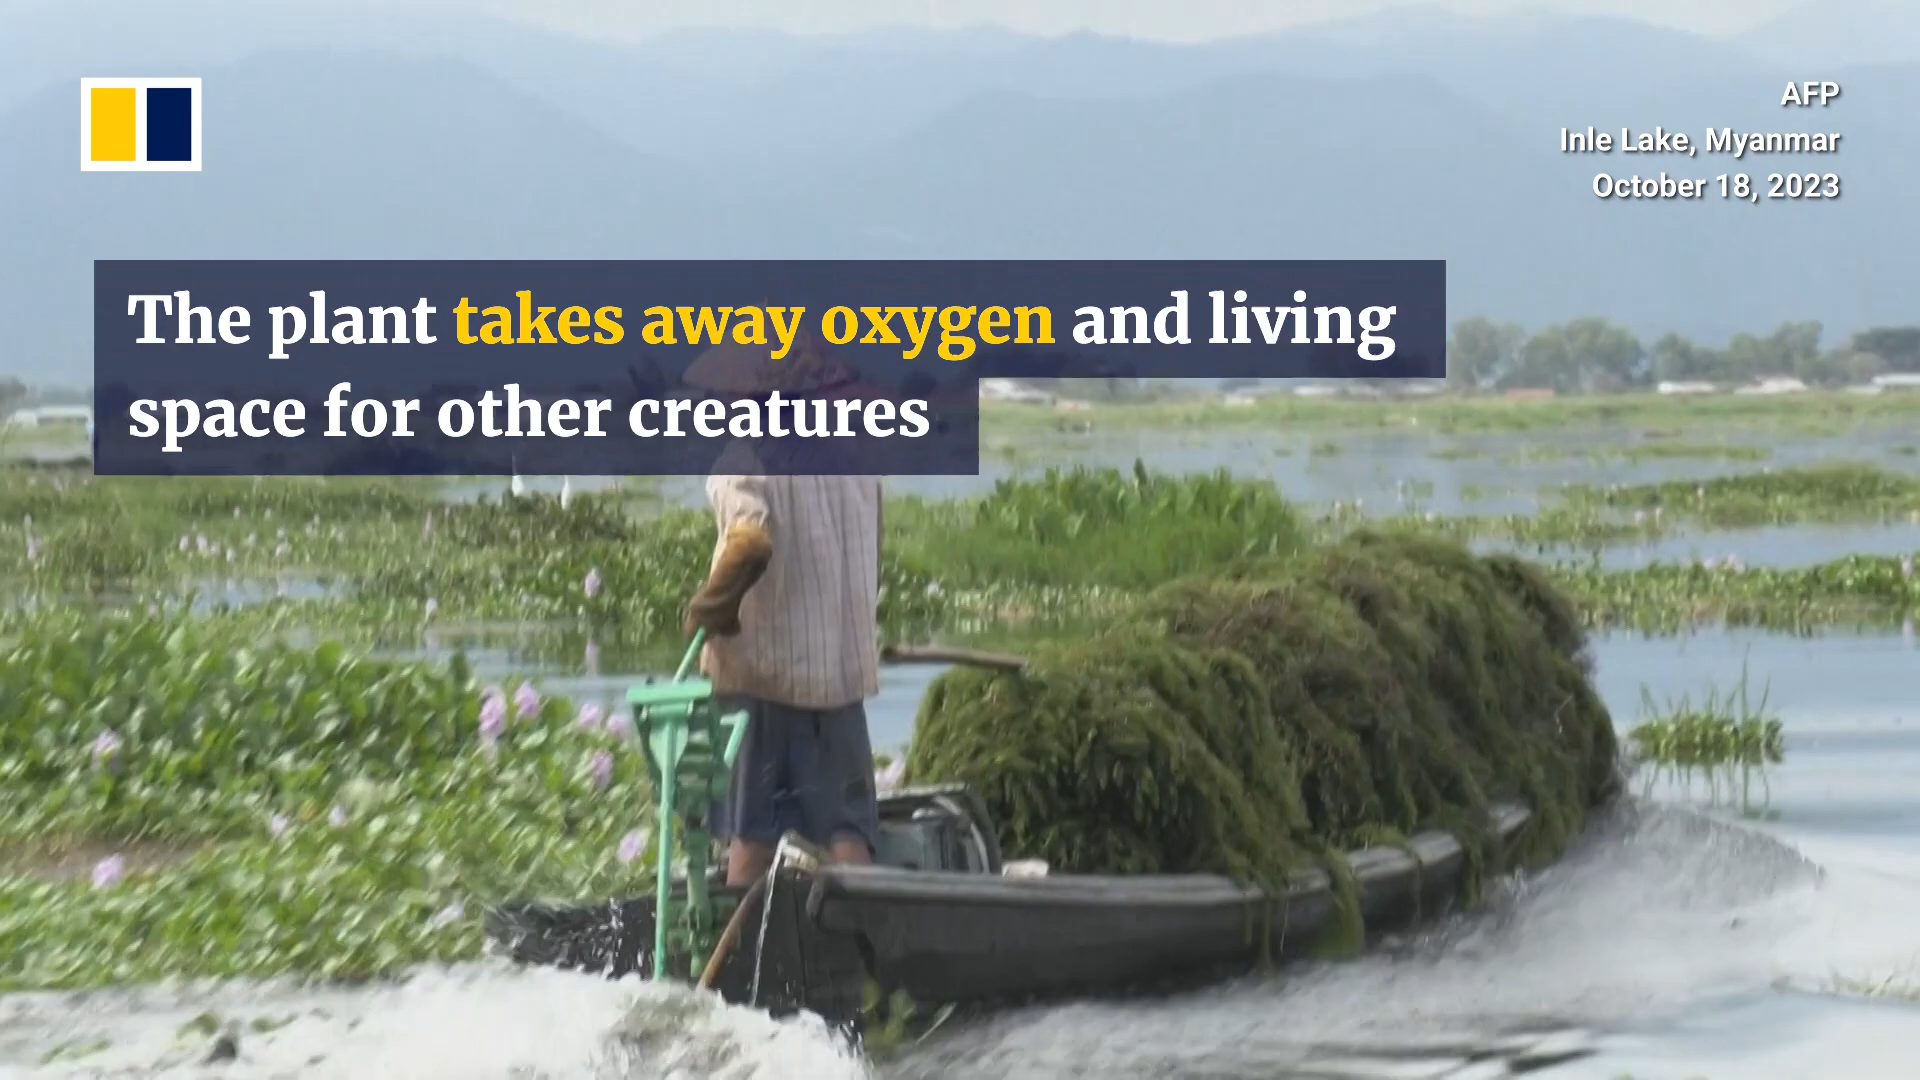 AFP
Inle Lake, Myanmar
October 18, 2023
The plant takes away oxygen and living
space for other creatures